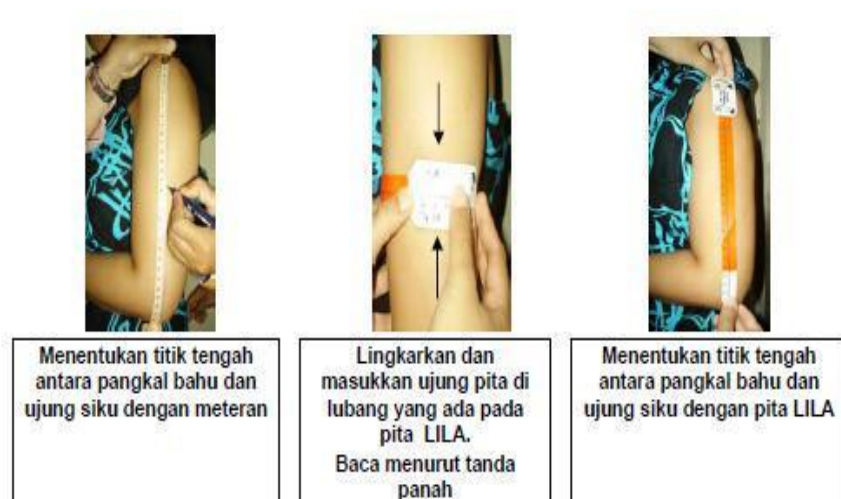 Menentukan titik tengah
antara pangkal bahu dan
ujung siku dengan meteran
Lingkarkan dan
masukkan ujung pita di
lubang yang ada pada
pita LILA.
Baca menurut tanda
panah
Menentukan titik tengah
antara pangkal bahu dan
ujung siku dengan pita LILA